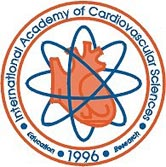 International Academy of Cardiovascular Sciences
Education • 1996 • Research